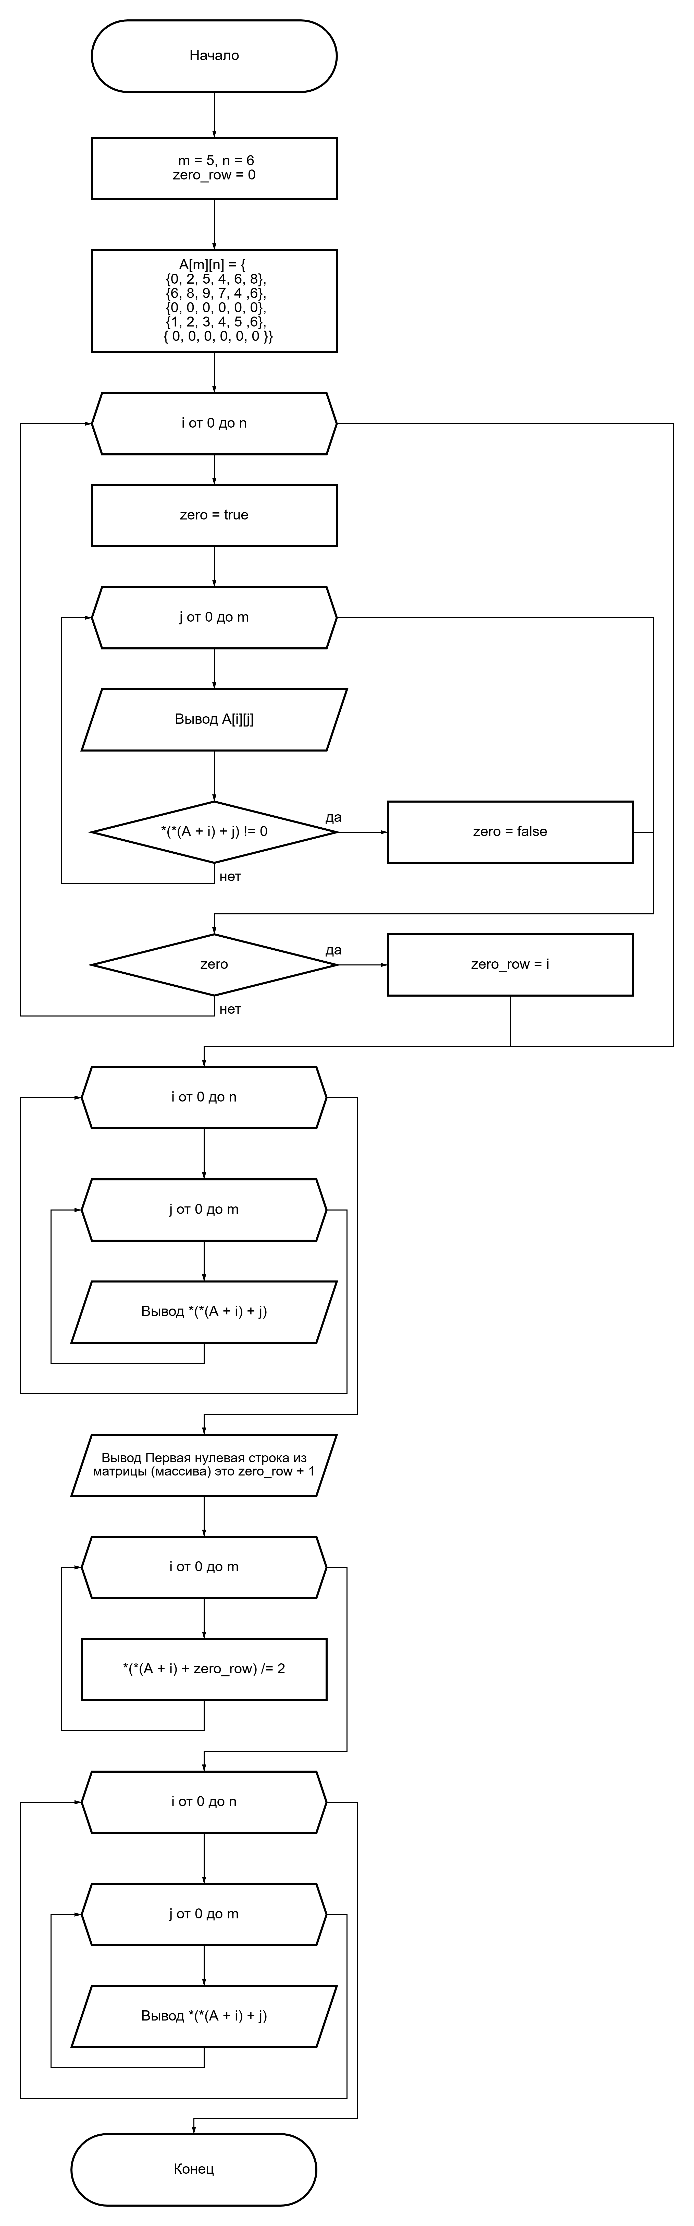 Начало
m = 5, n = 6
zero_row = 0
A[m][n] = {
{0, 2, 5, 4, 6, 8},
{6, 8, 9, 7, 4 ,6},
{0, 0, 0, 0, 0, 0},
{1, 2, 3, 4, 5 ,6},
{ 0, 0, 0, 0, 0, 0 }}
i от 0 до n
zero = true
j от 0 до m
Вывод A[i][j]
*(*(A + i) + j) != 0
да
zero = false
нет
zero
да
zero_row = i
нет
i от 0 до n
j от 0 до m
Вывод *(*(A + i) + j)
Вывод Первая нулевая строка из
матрицы (массива) это zero_row + 1
i от 0 до m
*(*(A + i) + zero_row) /= 2
i от 0 до n
j от 0 до m
Вывод *(*(A + i) + j)
Конец